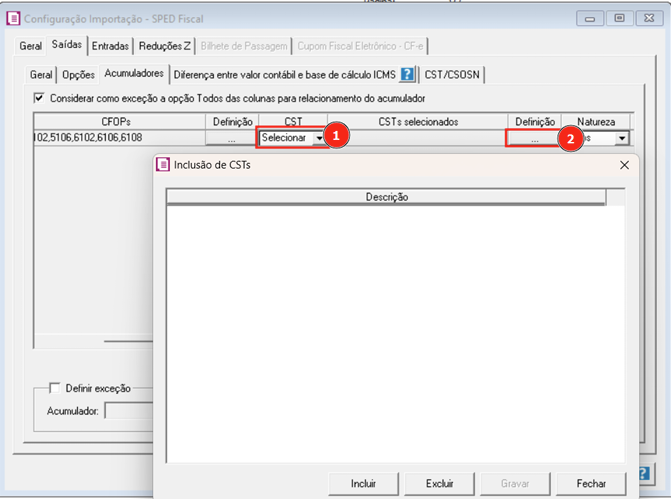 Configuração Importação - SPED Fiscal
Geral Saídas Entradas Reduções Z Bilhete de Passagem Cupom Fiscal Eletrônico - CF-e
Geral Opções Acumuladores Diferença entre valor contábil e base de cálculo ICMS ? CST/CSOSN
Considerar como exceção a opção Todos das colunas para relacionamento do acumulador
CFOPs Definição CST CSTs selecionados Definição Natureza
102,5106,6102,6106,6108 ... Selecionar 1 ... 2 os
Inclusão de CSTs
Descrição
Definir exceção
Acumulador:
Incluir Excluir Gravar Fechar
?